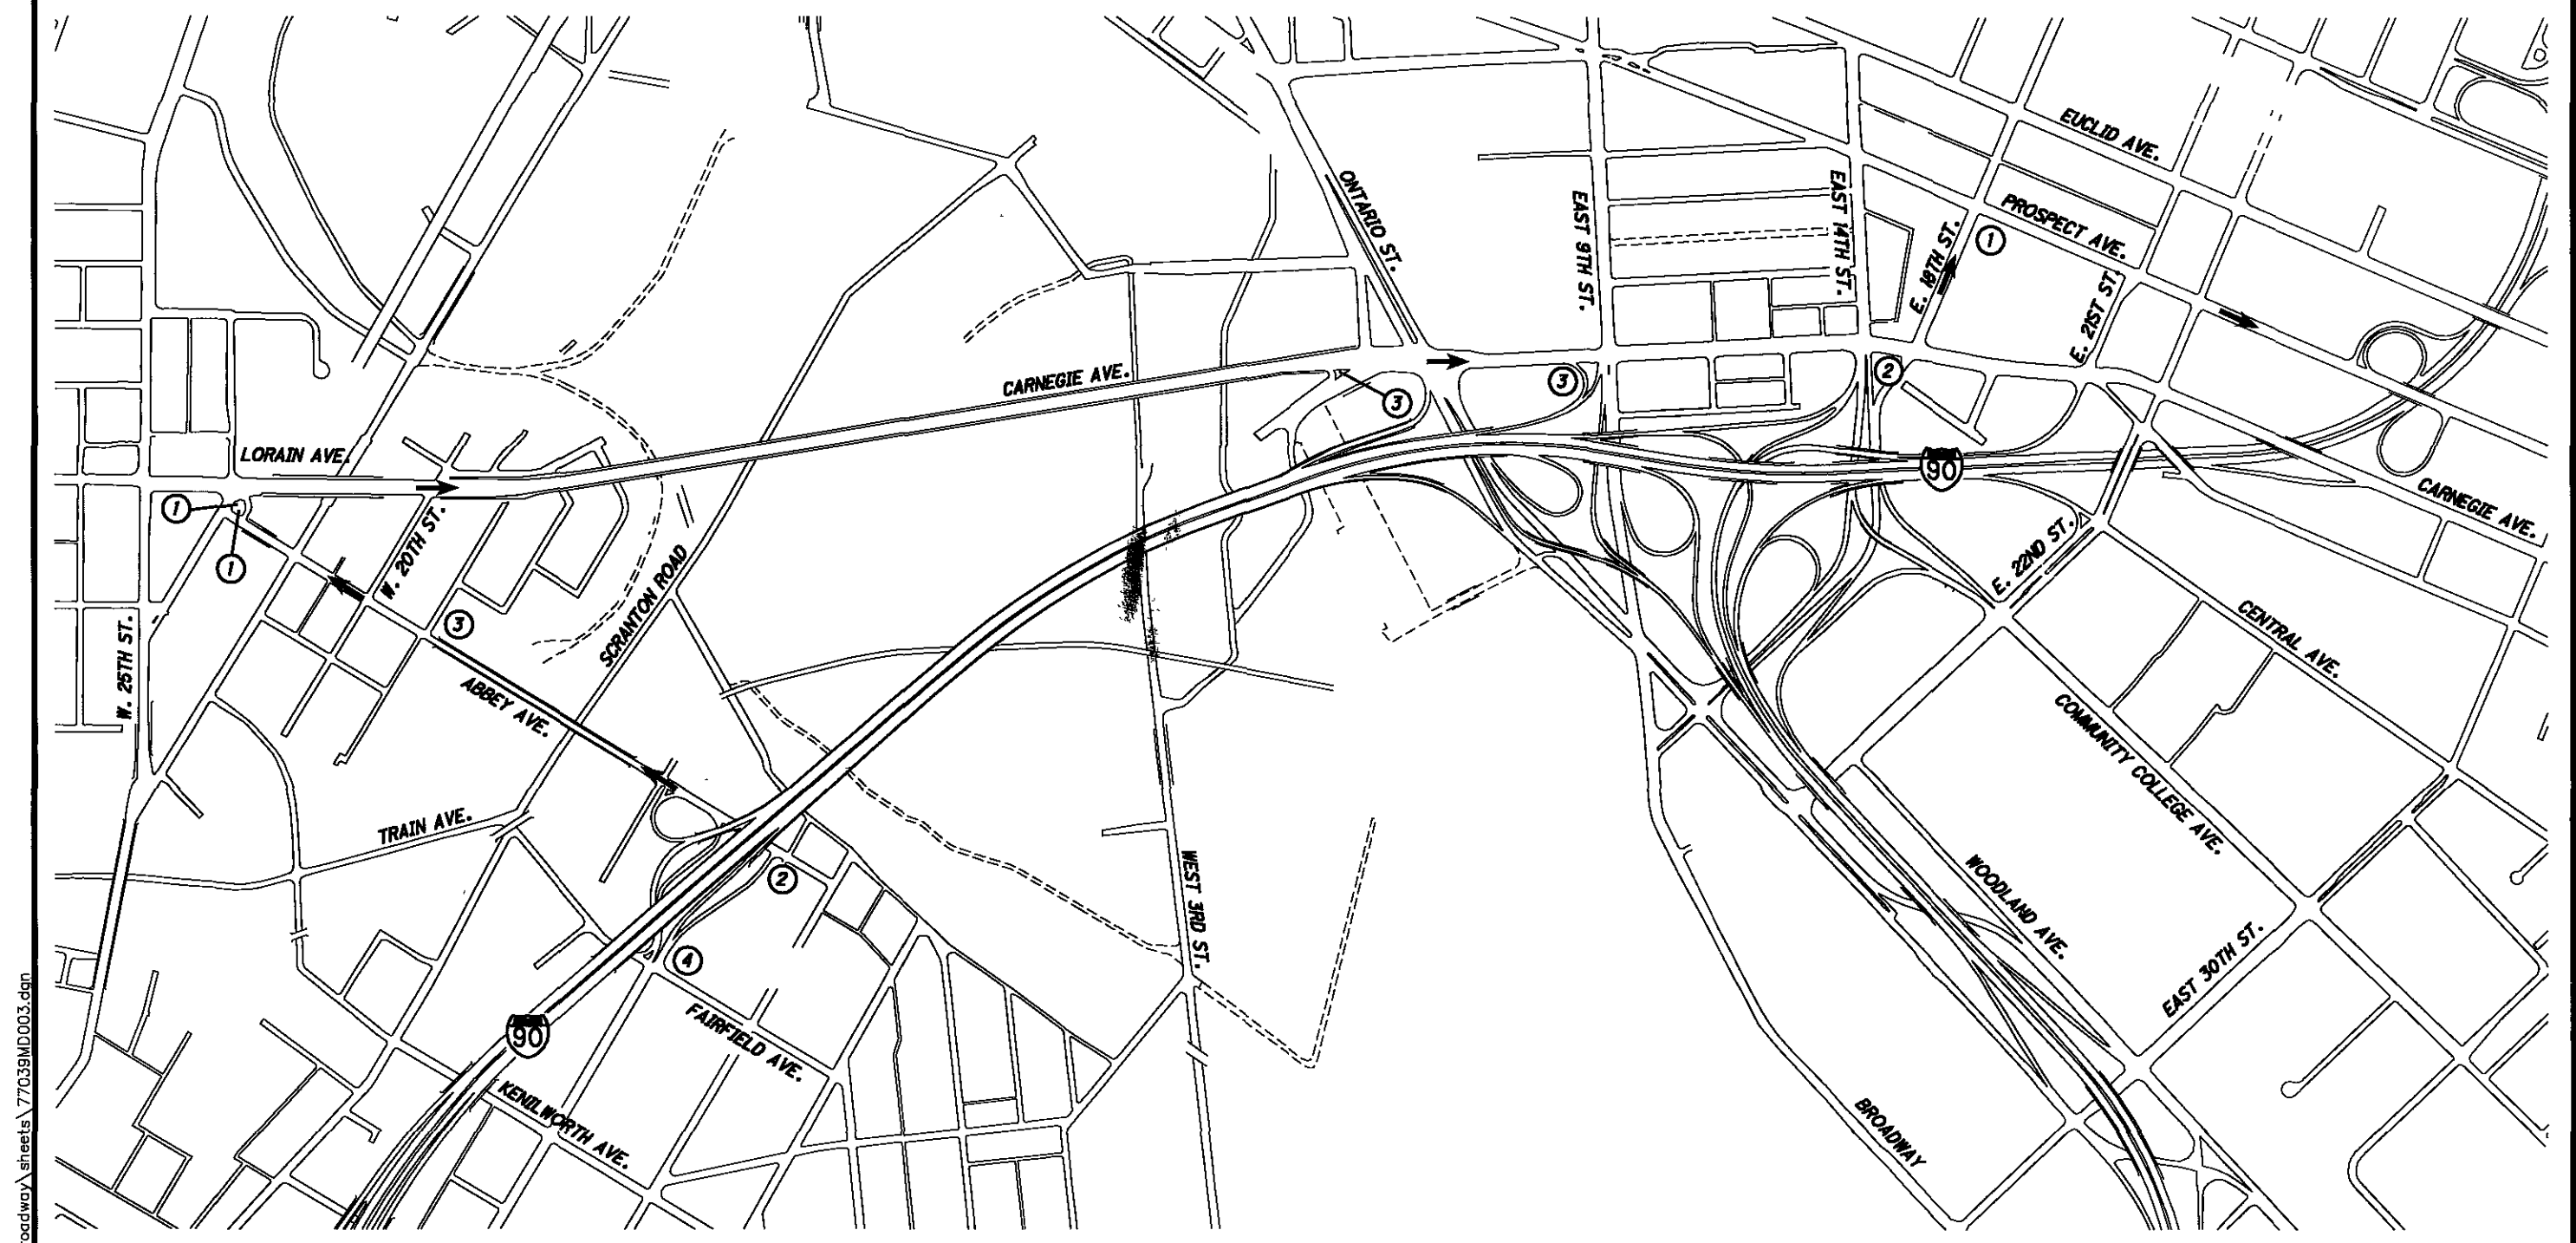 EUCLID AVE.
ONTARIO ST.
EAST 9TH ST.
EAST 14TH ST.
E. 18TH ST.
1
PROSPECT AVE.
E. 21ST ST.
CARNEGIE AVE.
3
3
2
LORAIN AVE.
90
CARNEGIE AVE.
1
1
W. 20TH ST.
SCRANTON ROAD
E. 22ND ST.
3
W. 25TH ST.
ABBEY AVE.
CENTRAL AVE.
COMMUNITY COLLEGE AVE.
TRAIN AVE.
2
WEST 3RD ST.
WOODLAND AVE.
4
EAST 30TH ST.
FAIRFIELD AVE.
90
KENILWORTH AVE.
BROADWAY
roadway\sheets\77039MD003.dgn